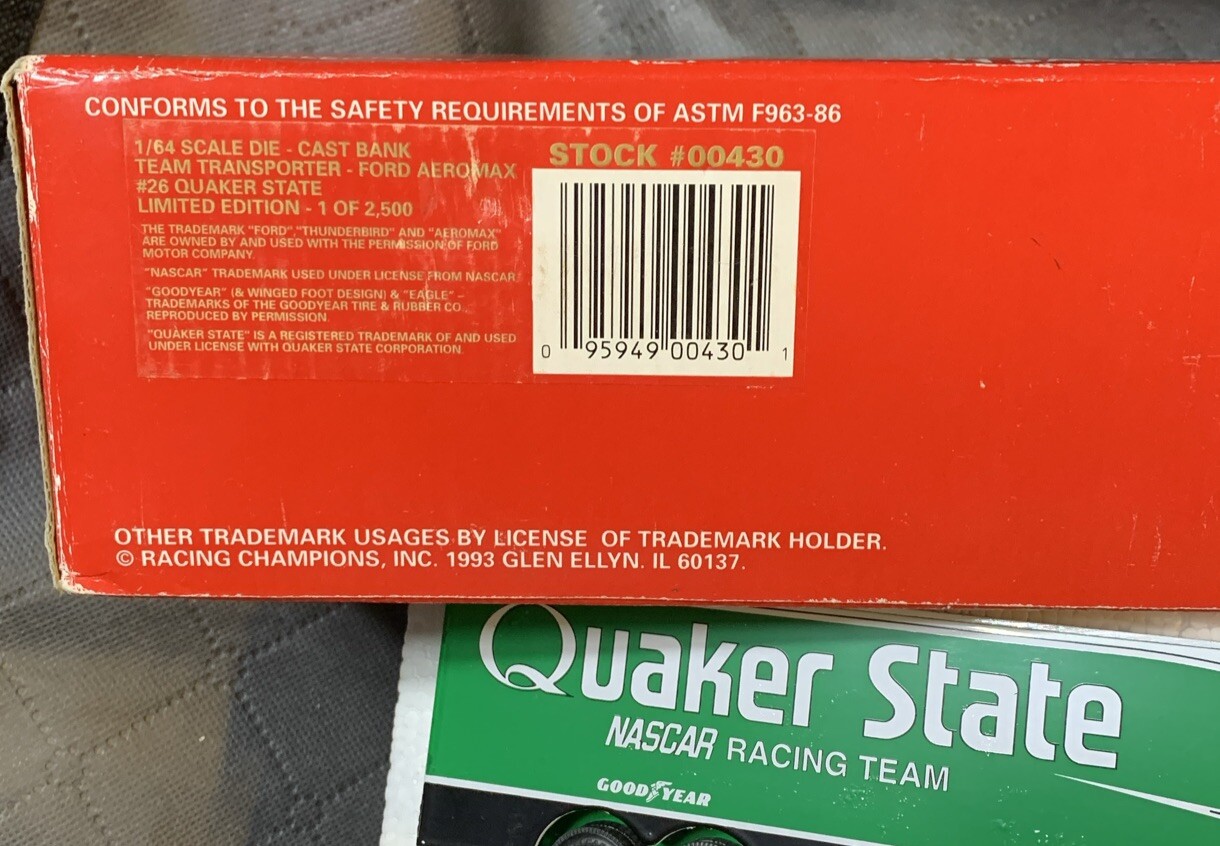 CONFORMS TO THE SAFETY REQUIREMENTS OF ASTM F963-86
1/64 SCALE DIE - CAST BANK
TEAM TRANSPORTER - FORD AEROMAX
#26 QUAKER STATE
LIMITED EDITION - 1 OF 2,500
THE TRADEMARK "FORD", "THUNDERBIRD" AND "AEROMAX"
ARE OWNED BY AND USED WITH THE PERMISSION OF FORD
MOTOR COMPANY.
"NASCAR" TRADEMARK USED UNDER LICENSE FROM NASCAR.
"GOODYEAR" (& WINGED FOOT DESIGN) & "EAGLE" –
TRADEMARKS OF THE GOODYEAR TIRE & RUBBER CO.
REPRODUCED BY PERMISSION.
"QUAKER STATE" IS A REGISTERED TRADEMARK OF AND USED
UNDER LICENSE WITH QUAKER STATE CORPORATION.
STOCK #00430
0 95949 00430 1
OTHER TRADEMARK USAGES BY LICENSE OF TRADEMARK HOLDER.
© RACING CHAMPIONS, INC. 1993 GLEN ELLYN. IL 60137.
Quaker State
NASCAR RACING TEAM
GOODYEAR